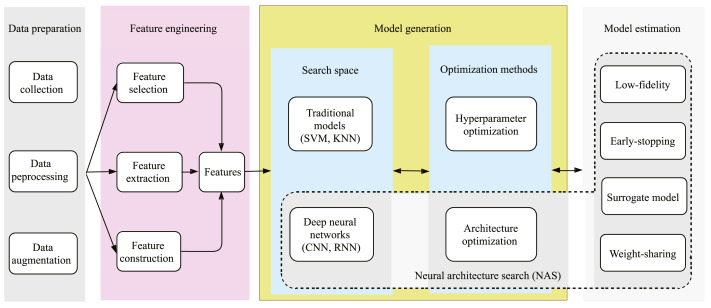 Data preparation
Data
collection
Data
pepprocessing
Data
augmentation
Feature engineering
Feature
selection
Feature
extraction
Feature
construction
Features
Model generation
Search space
Traditional
models
(SVM, KNN)
Deep neural
networks
(CNN, RNN)
Optimization methods
Hyperparameter
optimization
Architecture
optimization
Neural architecture search (NAS)
Model estimation
Low-fidelity
Early-stopping
Surrogate model
Weight-sharing